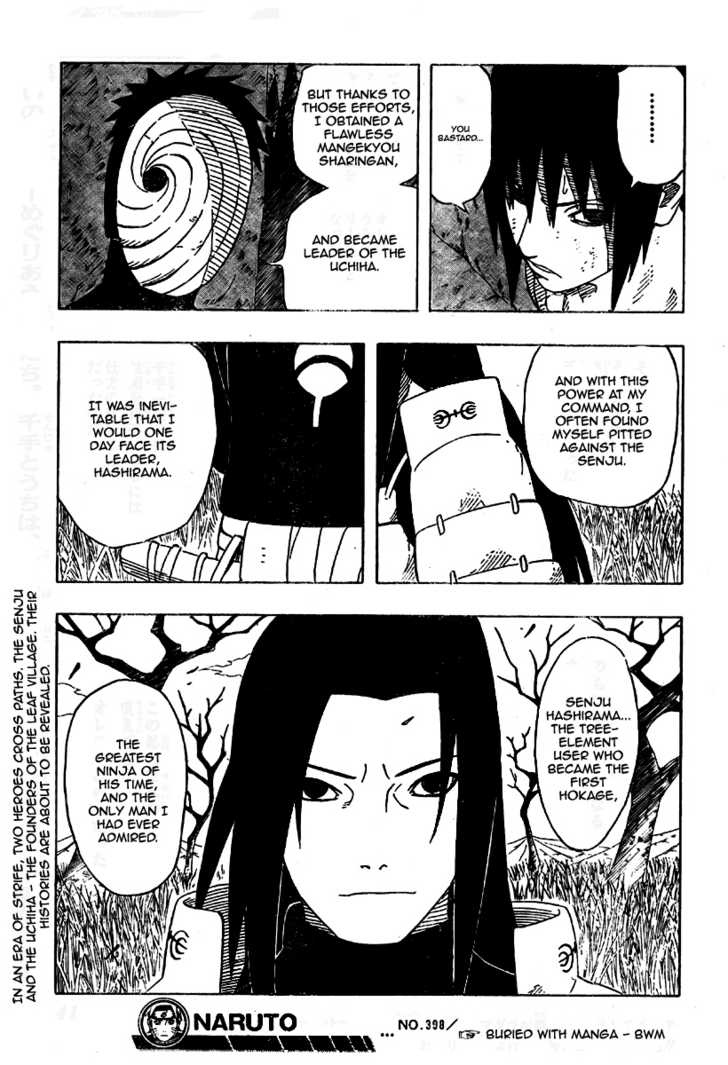 ........
YOU
BASTARD...
BUT THANKS TO
THOSE EFFORTS,
I OBTAINED A
FLAWLESS
MANGEKYOU
SHARINGAN,
AND BECAME
LEADER OF THE
UCHIHA.
AND WITH THIS
POWER AT MY
COMMAND, I
OFTEN FOUND
MYSELF PITTED
AGAINST THE
SENJU.
IT WAS INEVI-
TABLE THAT I
WOULD ONE
DAY FACE ITS
LEADER,
HASHIRAMA.
SENJU
HASHIRAMA...
THE TREE-
ELEMENT
USER WHO
BECAME THE
FIRST
HOKAGE,
THE
GREATEST
NINJA OF
HIS TIME,
AND THE
ONLY MAN I
HAD EVER
ADMIRED.
IN AN ERA OF STRIFE, TWO HEROES CROSS PATHS. THE SENJU
AND THE UCHIHA - THE FOUNDERS OF THE LEAF VILLAGE. THEIR
HISTORIES ARE ABOUT TO BE REVEALED.
NARUTO
... NO.398/ ☞ BURIED WITH MANGA - BWM